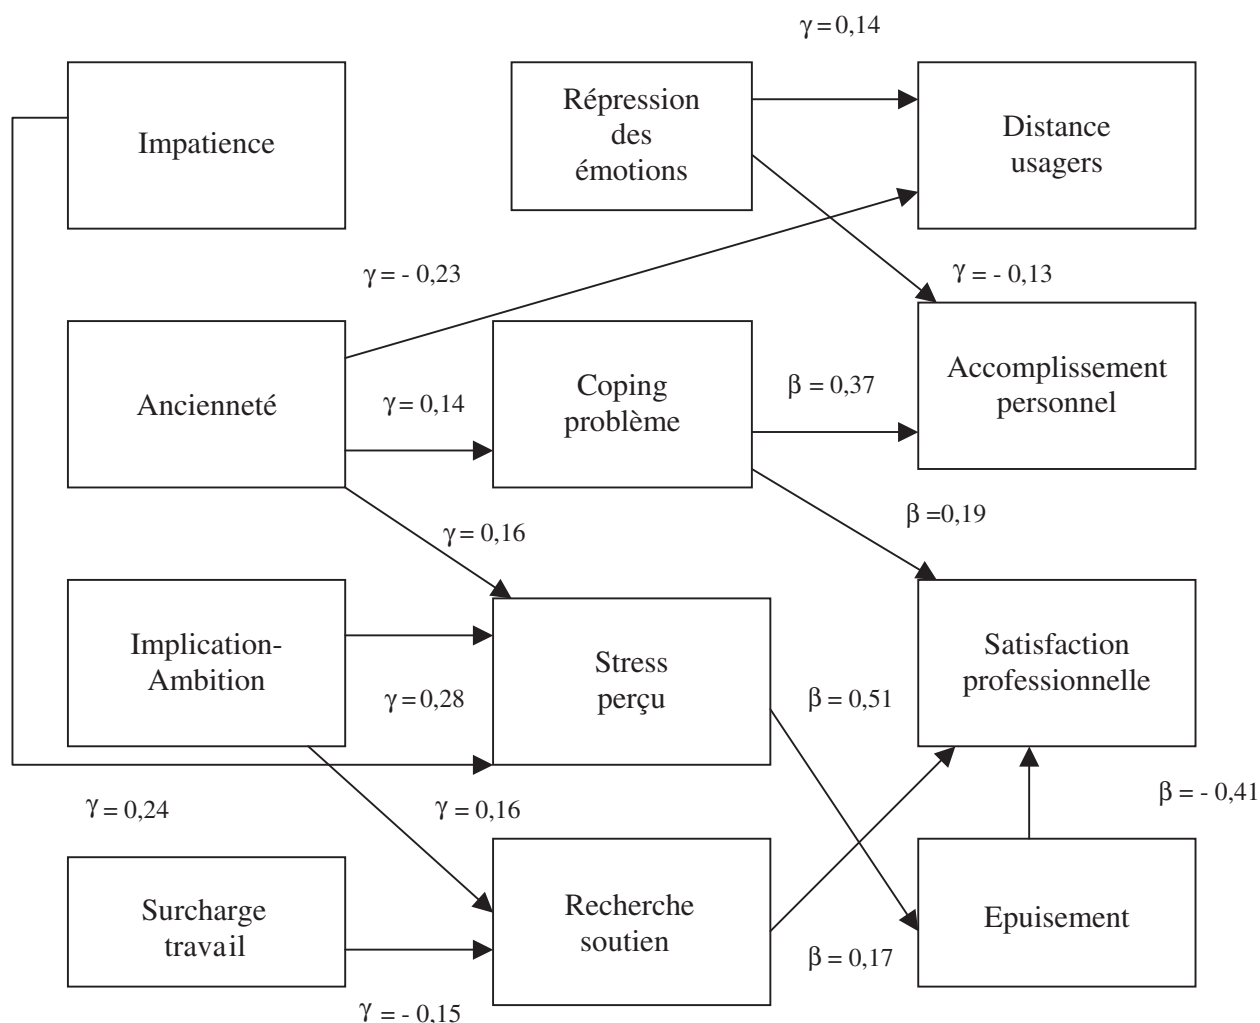 γ = 0,14
Impatience
Répression
des
émotions
Distance
usagers
γ = - 0,23
γ = - 0,13
Ancienneté
γ = 0,14
Coping
problème
β = 0,37
Accomplissement
personnel
γ = 0,16
β =0,19
Implication-
Ambition
γ = 0,28
Stress
perçu
β = 0,51
Satisfaction
professionnelle
γ = 0,24
γ = 0,16
β = - 0,41
Surcharge
travail
Recherche
soutien
β = 0,17
Epuisement
γ = - 0,15